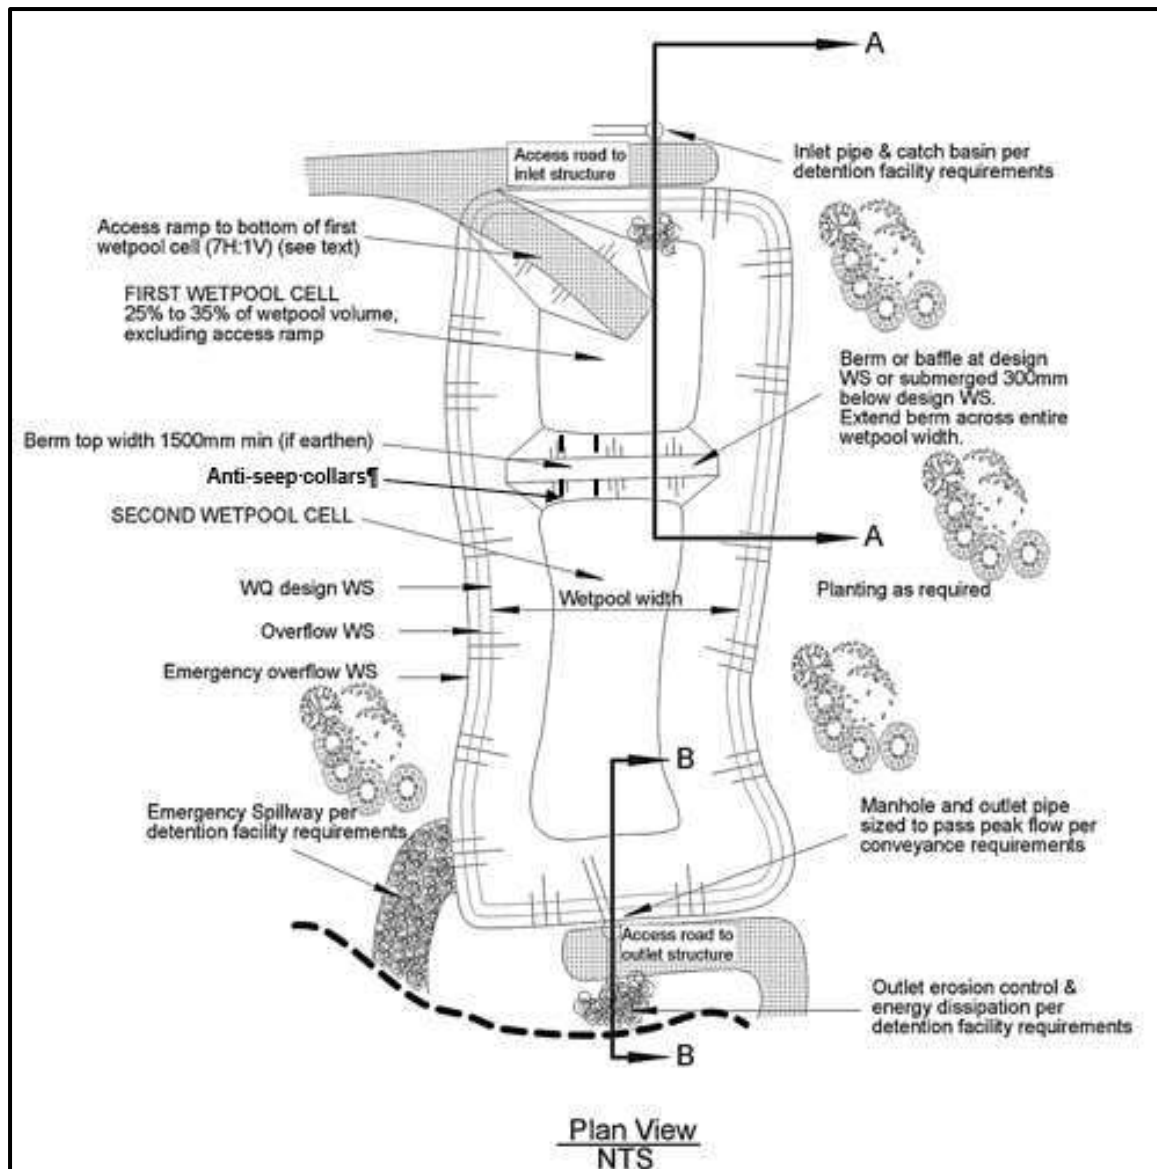 A
Inlet pipe & catch basin per
detention facility requirements
Access road to
inlet structure
Access ramp to bottom of first
wetpool cell (7H:1V) (see text)
FIRST WETPOOL CELL
25% to 35% of wetpool volume,
excluding access ramp
Berm or baffle at design
WS or submerged 300mm
below design WS.
Extend berm across entire
wetpool width.
Berm top width 1500mm min (if earthen)
Anti-seep·collars¶
SECOND WETPOOL CELL
A
WQ design WS
Wetpool width
Planting as required
Overflow WS
Emergency overflow WS
B
Emergency Spillway per
detention facility requirements
Manhole and outlet pipe
sized to pass peak flow per
conveyance requirements
Access road to
outlet structure
Outlet erosion control &
energy dissipation per
detention facility requirements
B
Plan View
NTS